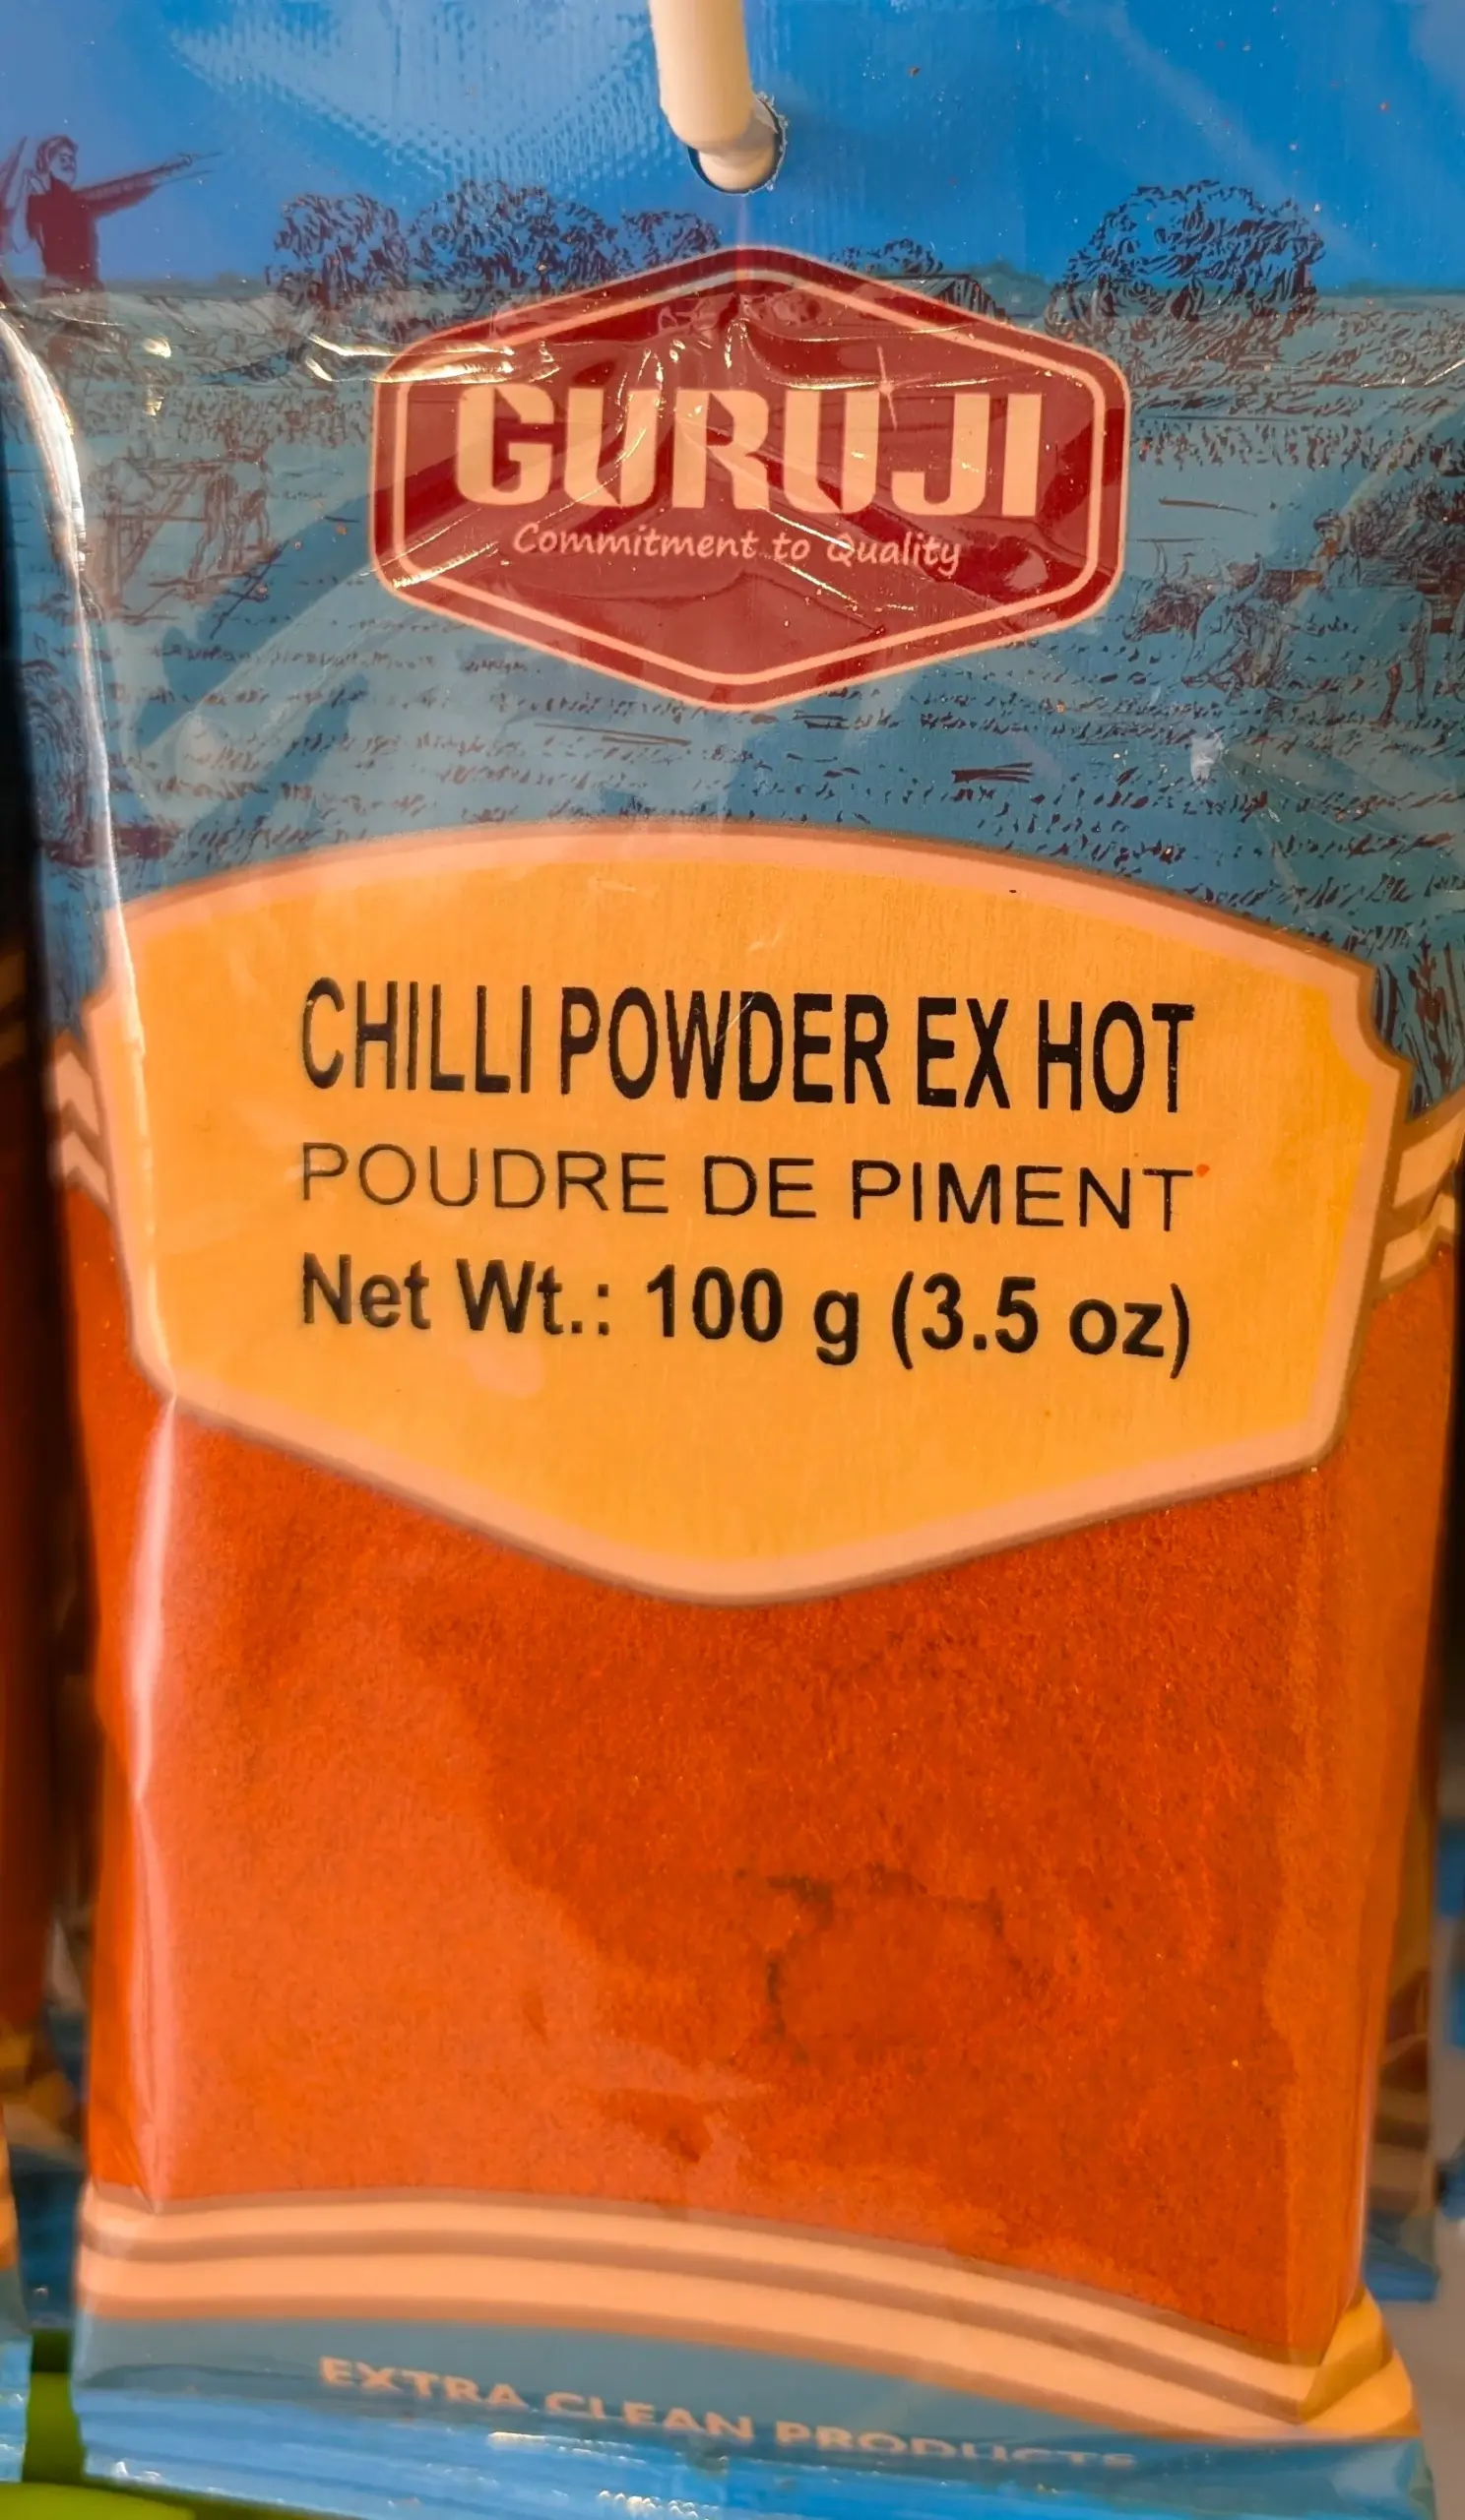 GURUJI
Commitment to Quality
CHILLI POWDER EX HOT
POUDRE DE PIMENT
Net Wt.: 100 g (3.5 oz)
EXTRA CLEAN PRODUCTS